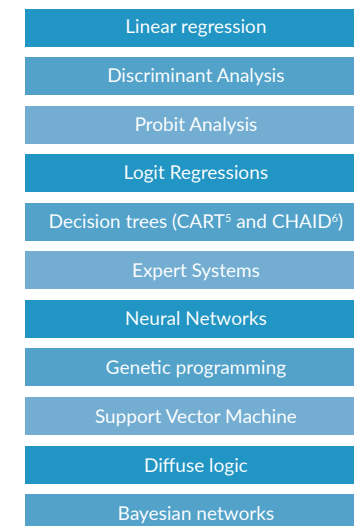 Linear regression
Discriminant Analysis
Probit Analysis
Logit Regressions
Decision trees (CART⁵ and CHAID⁶)
Expert Systems
Neural Networks
Genetic programming
Support Vector Machine
Diffuse logic
Bayesian networks